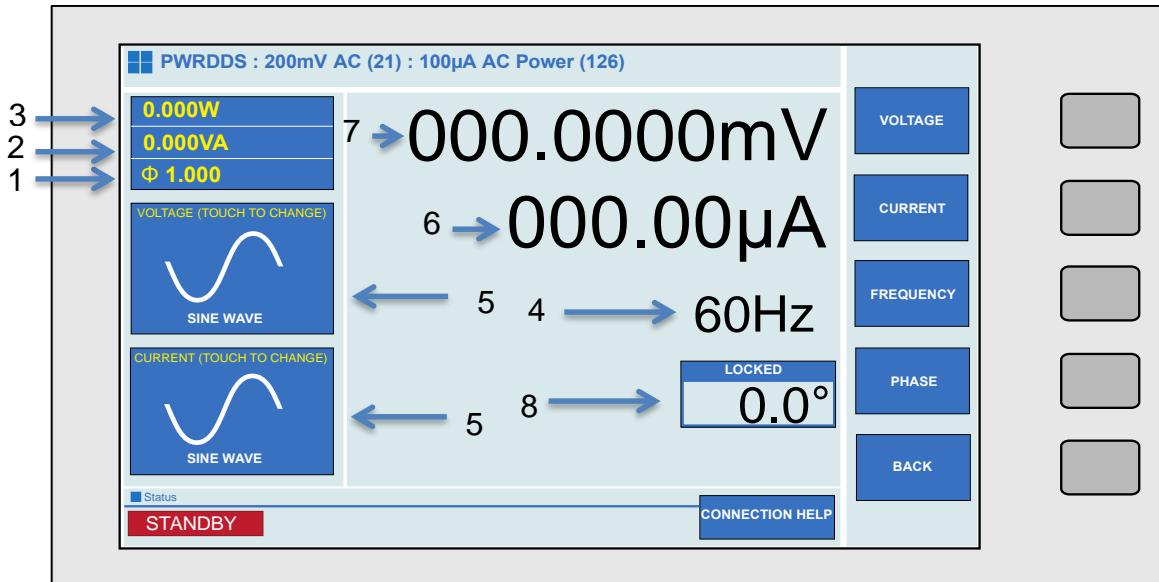 PWRDDS : 200mV AC (21) : 100µA AC Power (126)
3
0.000W
2
0.000VA
1
Φ 1.000
7
000.0000mV
6
000.00µA
4
60Hz
8
LOCKED
0.0°
VOLTAGE (TOUCH TO CHANGE)
SINE WAVE
5
CURRENT (TOUCH TO CHANGE)
SINE WAVE
5
VOLTAGE
CURRENT
FREQUENCY
PHASE
BACK
Status
STANDBY
CONNECTION HELP